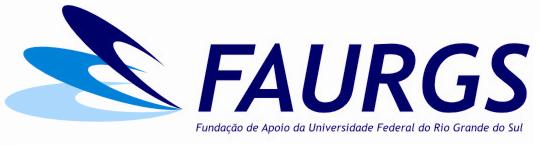 FAURGS
Fundação de Apoio da Universidade Federal do Rio Grande do Sul